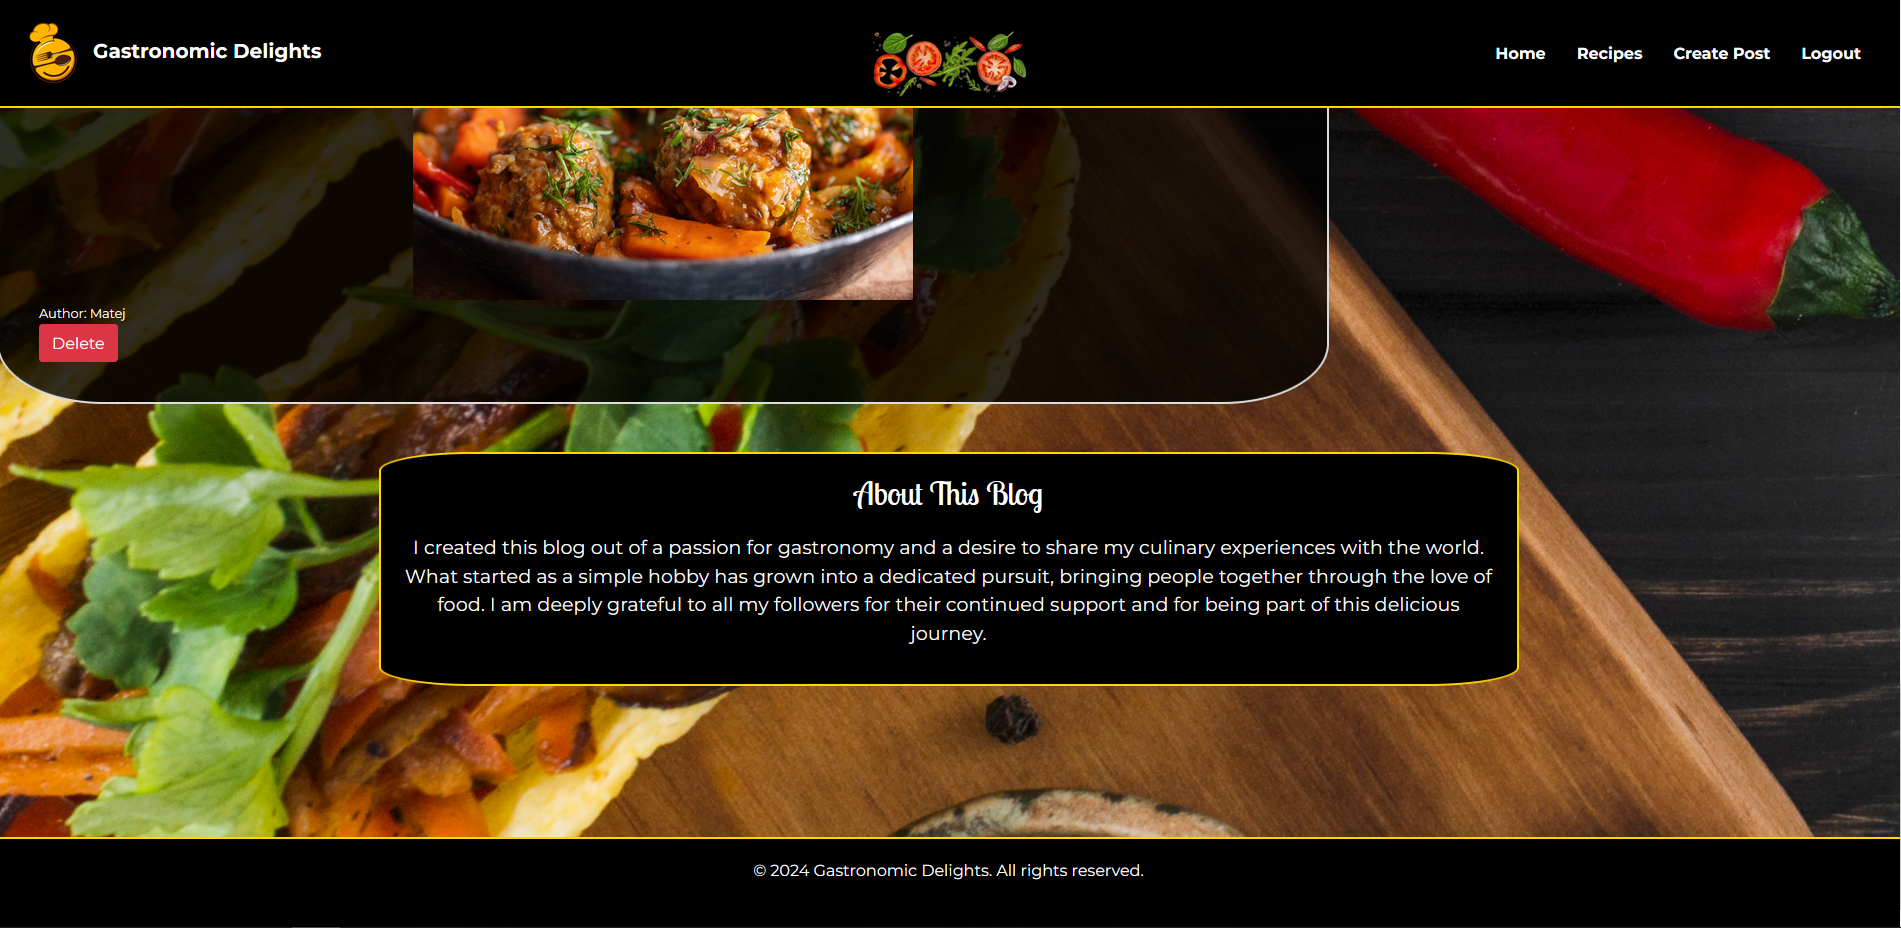 Gastronomic Delights
Home Recipes Create Post Logout
Author: Matej
Delete
About This Blog
I created this blog out of a passion for gastronomy and a desire to share my culinary experiences with the world.
What started as a simple hobby has grown into a dedicated pursuit, bringing people together through the love of
food. I am deeply grateful to all my followers for their continued support and for being part of this delicious
journey.
© 2024 Gastronomic Delights. All rights reserved.